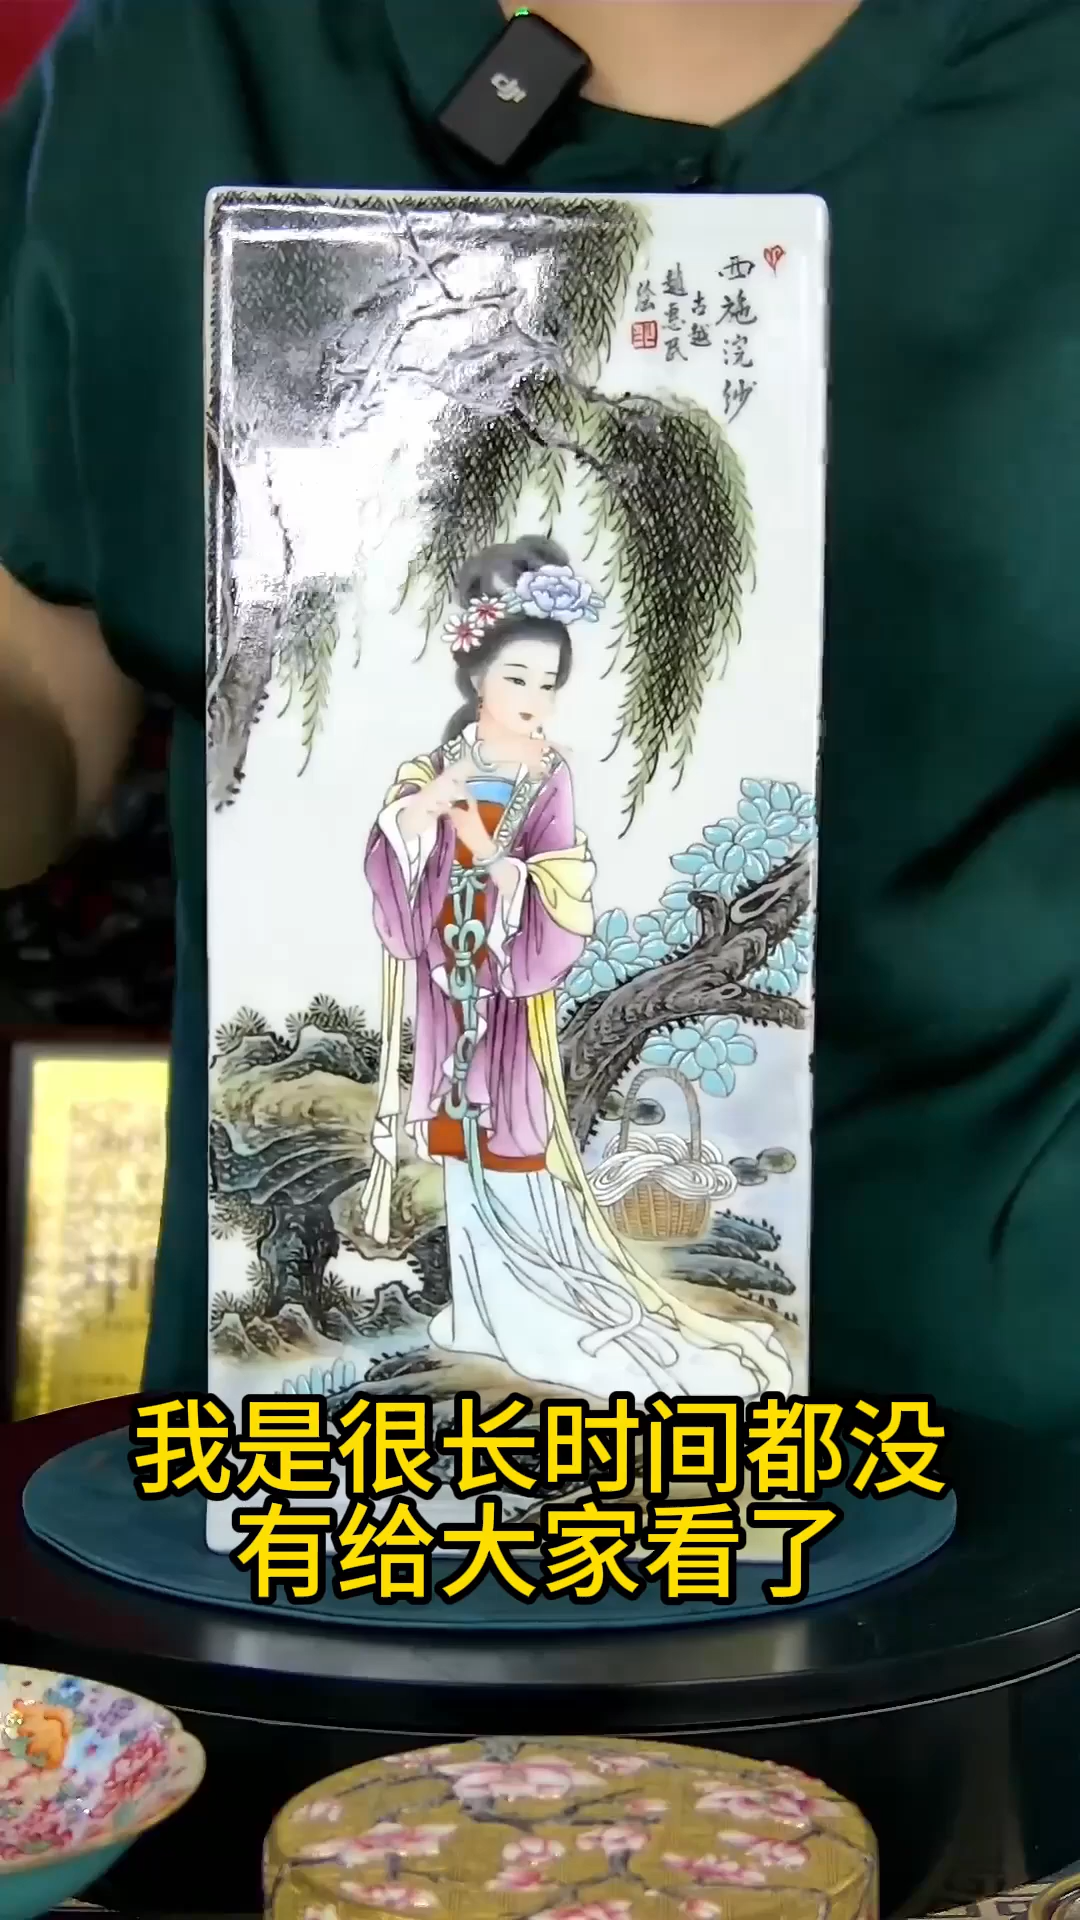 西施浣纱
古越
趙惠民
绘
我是很长时间都没
有给大家看了